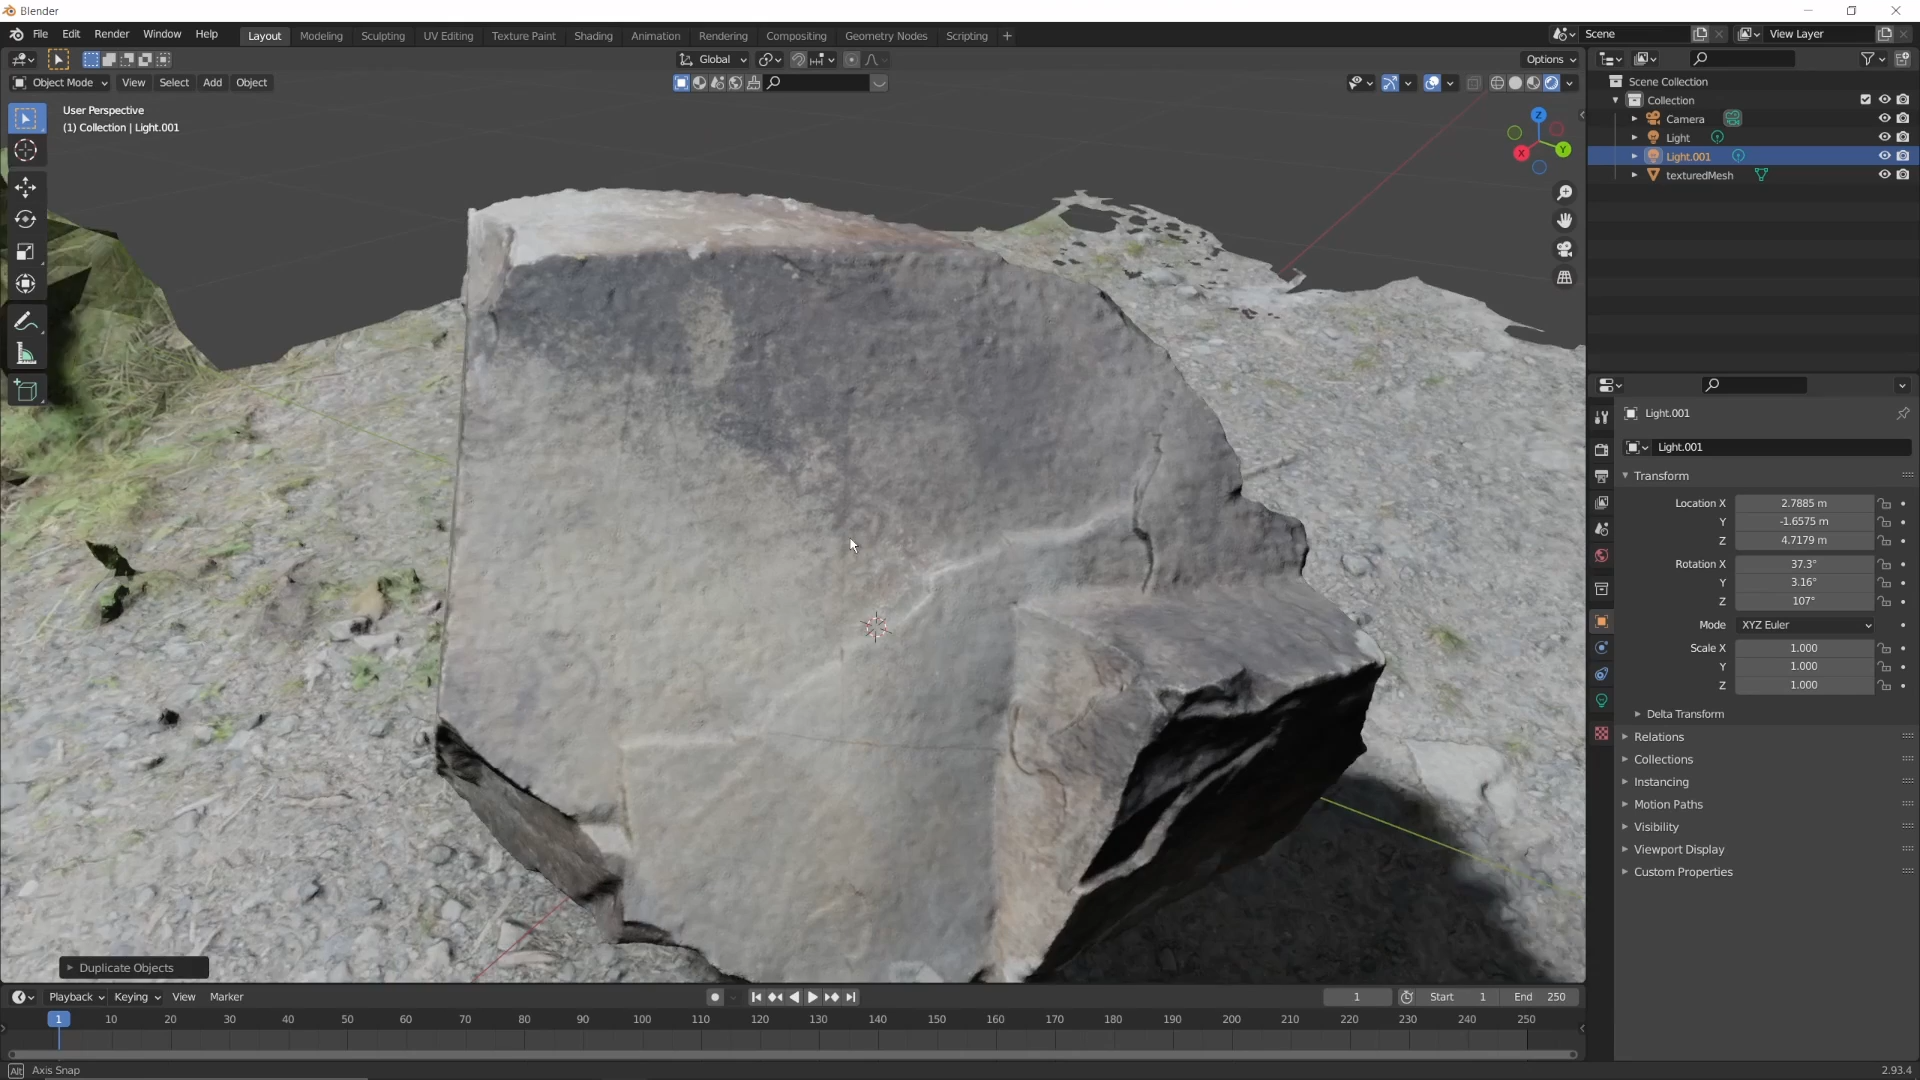 Blender
File Edit Render Window Help Layout Modeling Sculpting UV Editing Texture Paint Shading Animation Rendering Compositing Geometry Nodes Scripting + Scene View Layer
Global Options
Object Mode View Select Add Object
User Perspective
(1) Collection | Light.001
Z
Y
X
Scene Collection
Collection
Camera
Light
Light.001
texturedMesh
Light.001
Light.001
Transform
Location X 2.7885 m
Y -1.6575 m
Z 4.7179 m
Rotation X 37.3°
Y 3.16°
Z 107°
Mode XYZ Euler
Scale X 1.000
Y 1.000
Z 1.000
Delta Transform
Relations
Collections
Instancing
Motion Paths
Visibility
Viewport Display
Custom Properties
Duplicate Objects
Playback Keying View Marker 1 Start 1 End 250
1 10 20 30 40 50 60 70 80 90 100 110 120 130 140 150 160 170 180 190 200 210 220 230 240 250
Alt Axis Snap 2.93.4